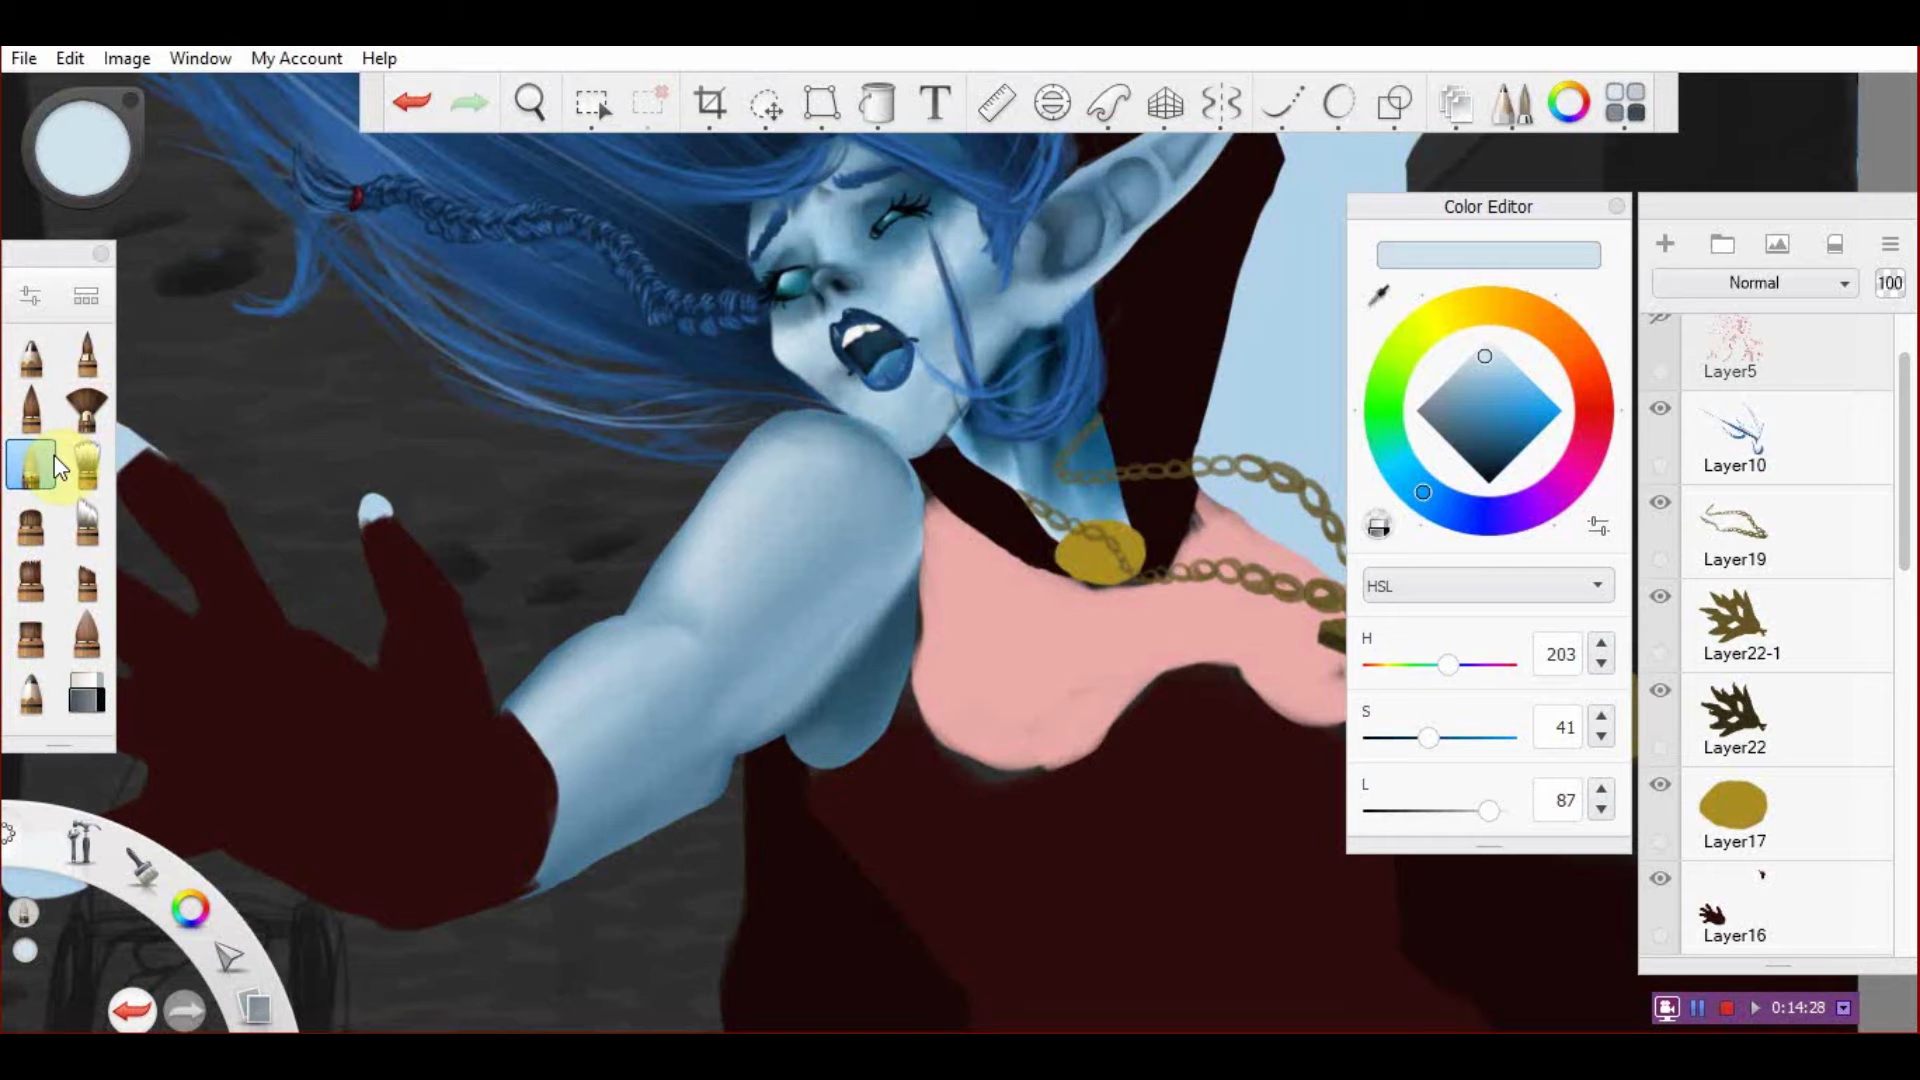 File Edit Image Window My Account Help
T
Color Editor
Normal 100
HSL
H 203
S 41
L 87
Layer5
Layer10
Layer19
Layer22-1
Layer22
Layer17
Layer16
0:14:28